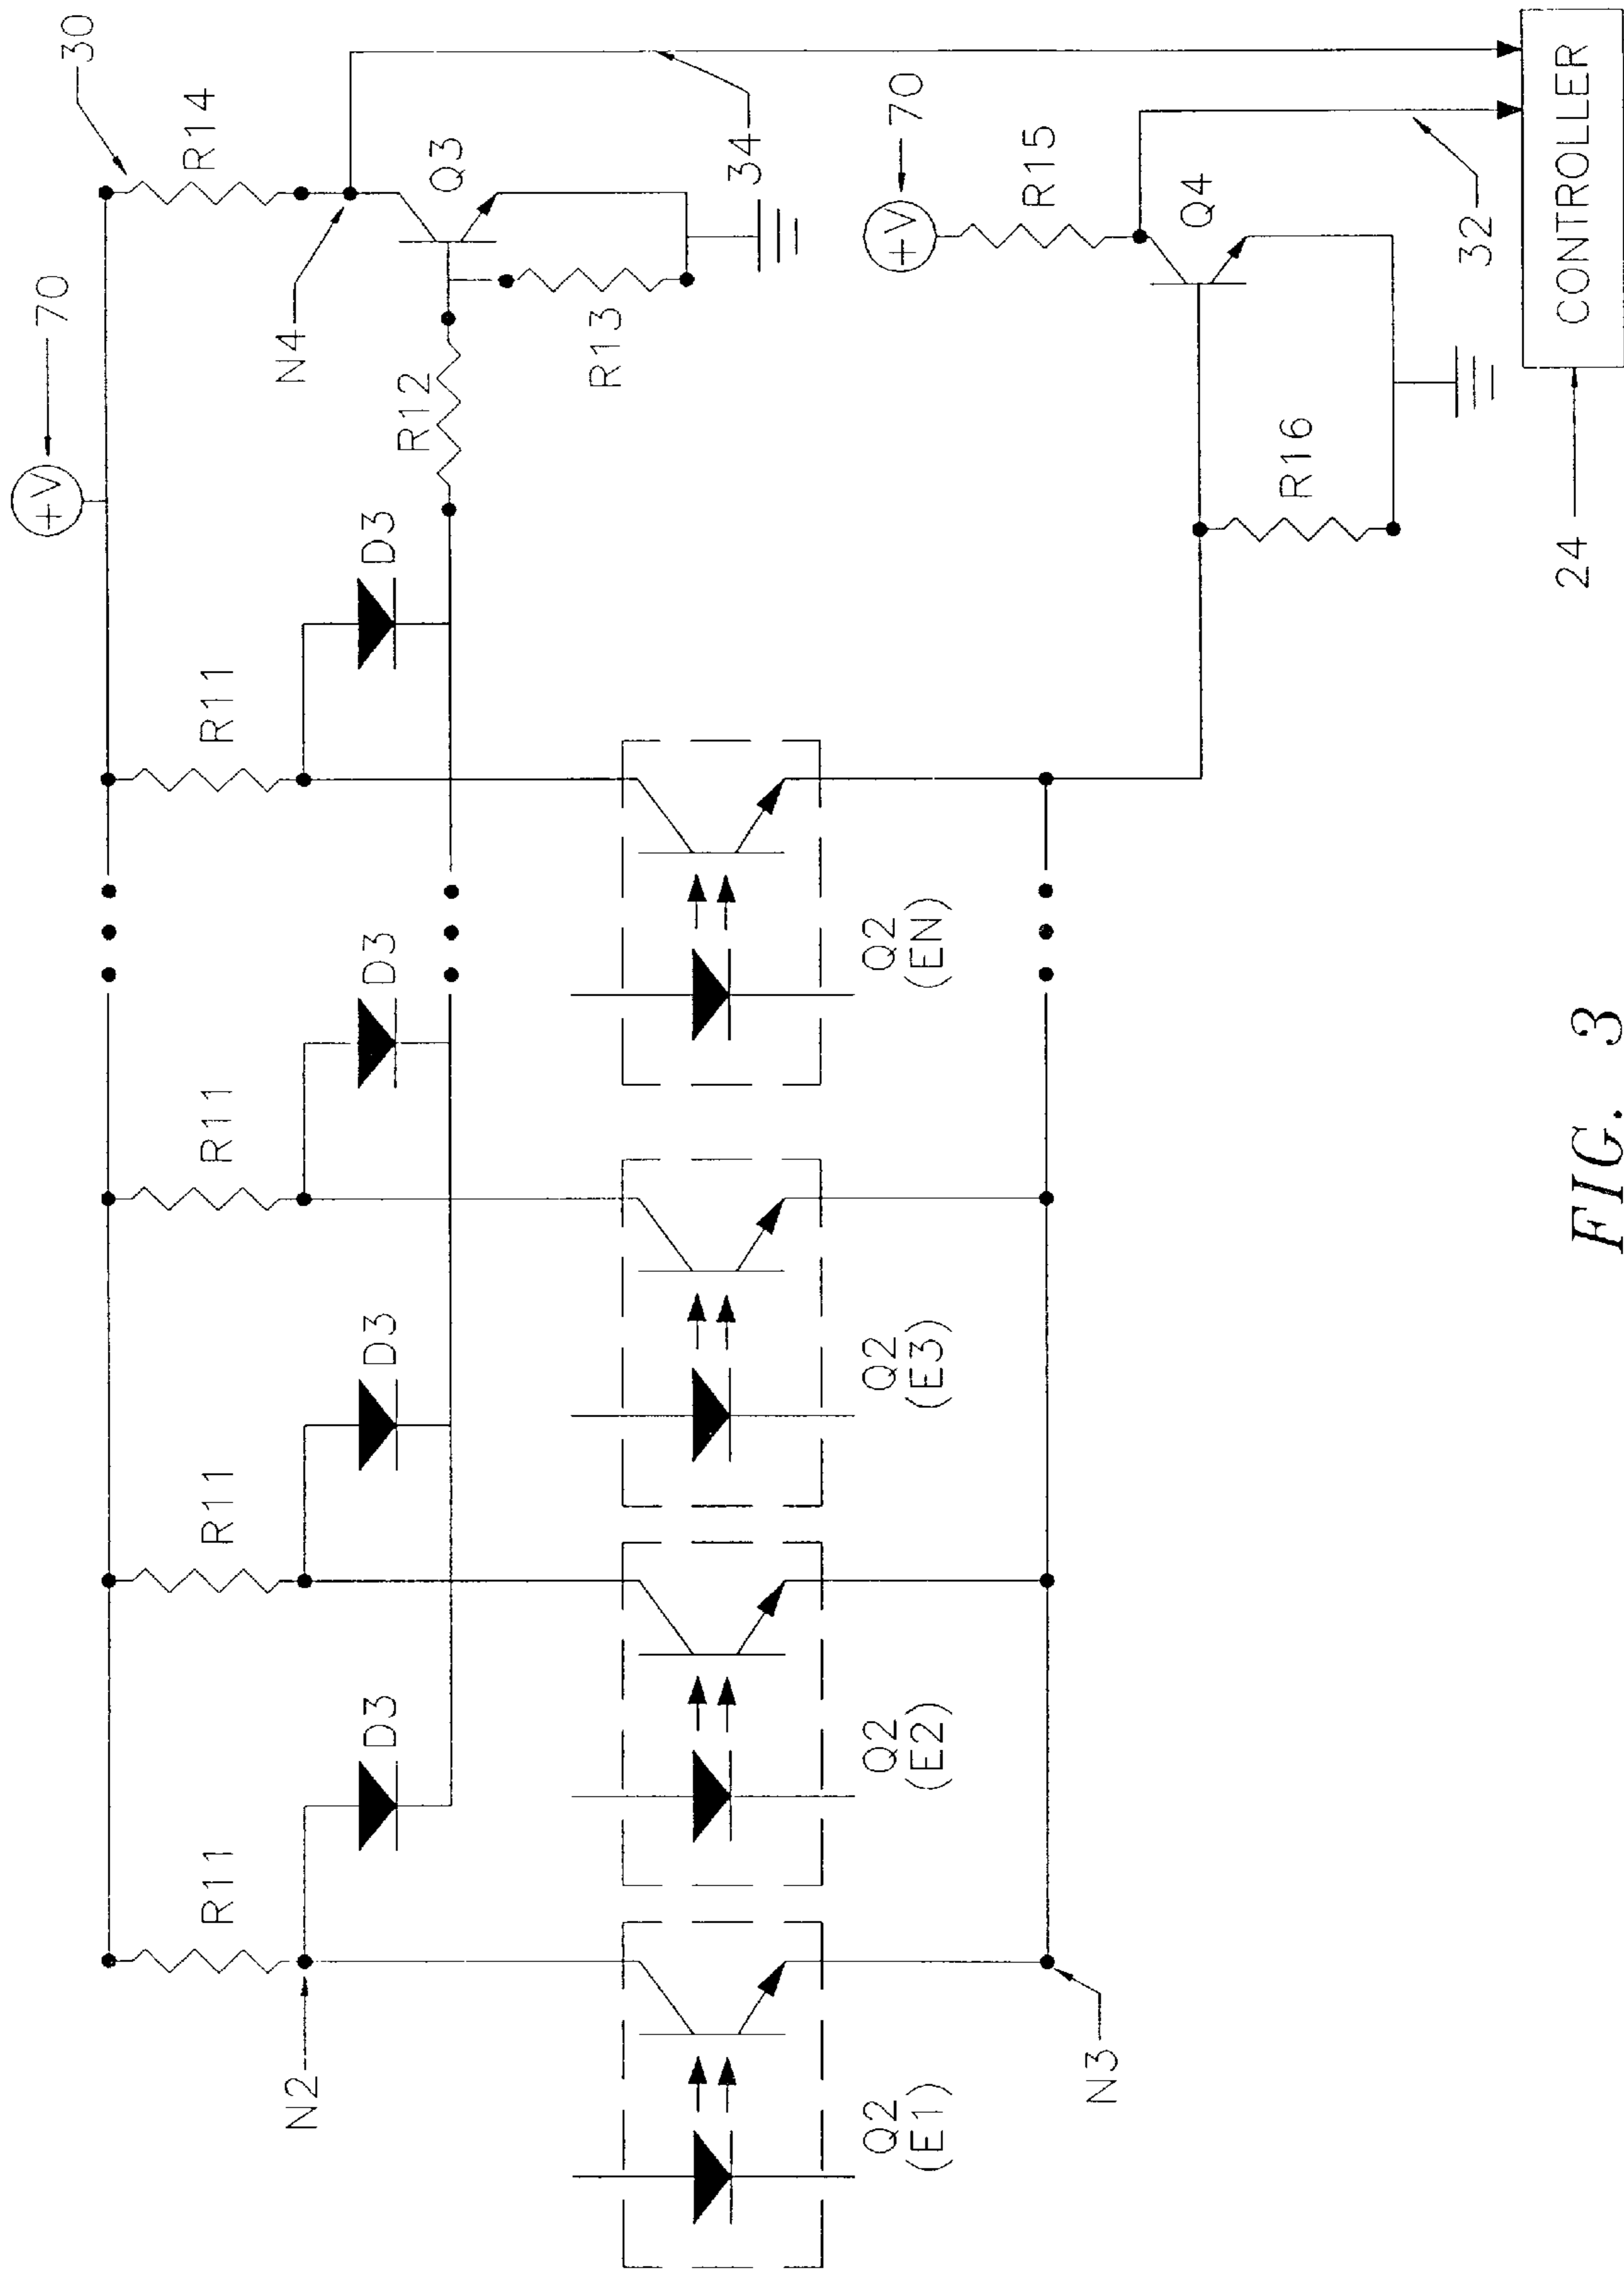 30
70
+V
R14
N4
Q3
R11
R11
R11
R11
D3
D3
D3
D3
R12
R13
34
70
+V
R15
Q4
32
R16
N2
Q2
(E1)
Q2
(E2)
Q2
(E3)
Q2
(EN)
N3
24
CONTROLLER
FIG. 3